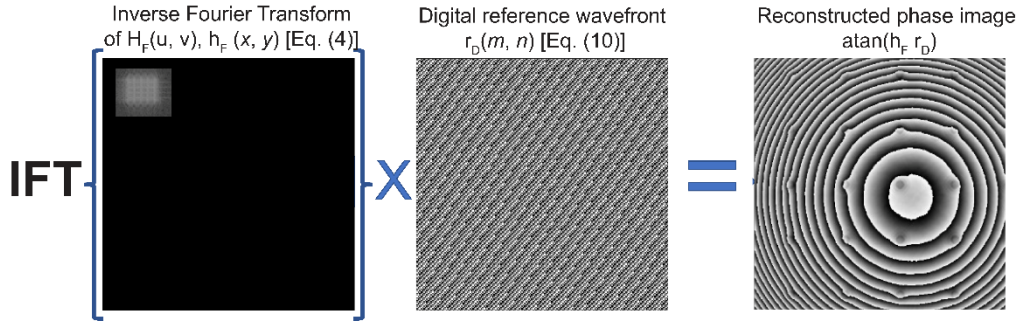 Inverse Fourier Transform
of H_F(u, v), h_F (x, y) [Eq. (4)]
Digital reference wavefront
r_D(m, n) [Eq. (10)]
Reconstructed phase image
atan(h_F r_D)
IFT
X
=